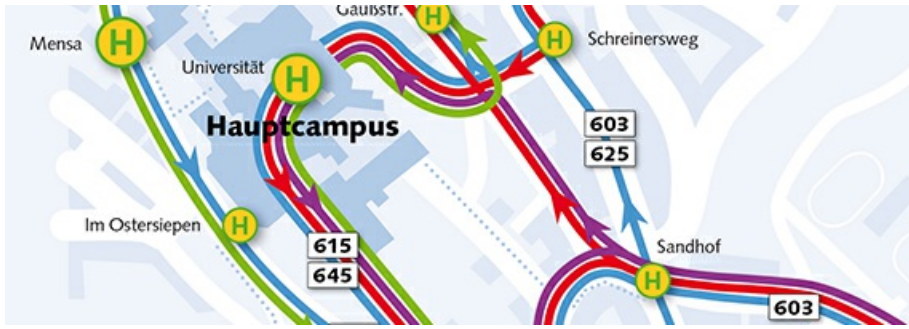 Gaußstr.
H
Mensa
H
Schreinersweg
H
Universität
H
Hauptcampus
603
625
Im Ostersiepen
H
615
645
Sandhof
H
603